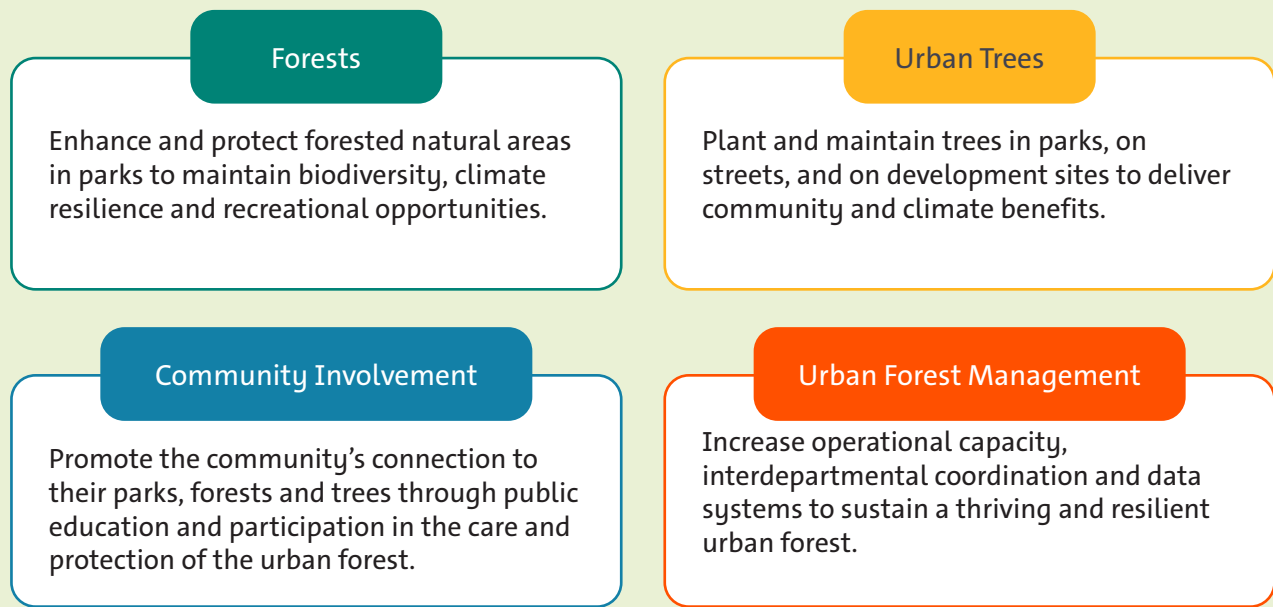 Forests
Enhance and protect forested natural areas
in parks to maintain biodiversity, climate
resilience and recreational opportunities.
Urban Trees
Plant and maintain trees in parks, on
streets, and on development sites to deliver
community and climate benefits.
Community Involvement
Promote the community’s connection to
their parks, forests and trees through public
education and participation in the care and
protection of the urban forest.
Urban Forest Management
Increase operational capacity,
interdepartmental coordination and data
systems to sustain a thriving and resilient
urban forest.